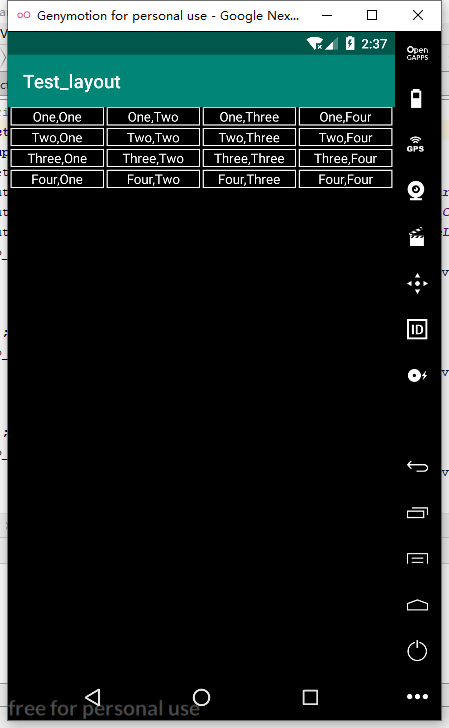 Genymotion for personal use - Google Nex...
2:37
Open
GAPPS
Test_layout
One,One One,Two One,Three One,Four
Two,One Two,Two Two,Three Two,Four
Three,One Three,Two Three,Three Three,Four
Four,One Four,Two Four,Three Four,Four
GPS
ID
free for personal use